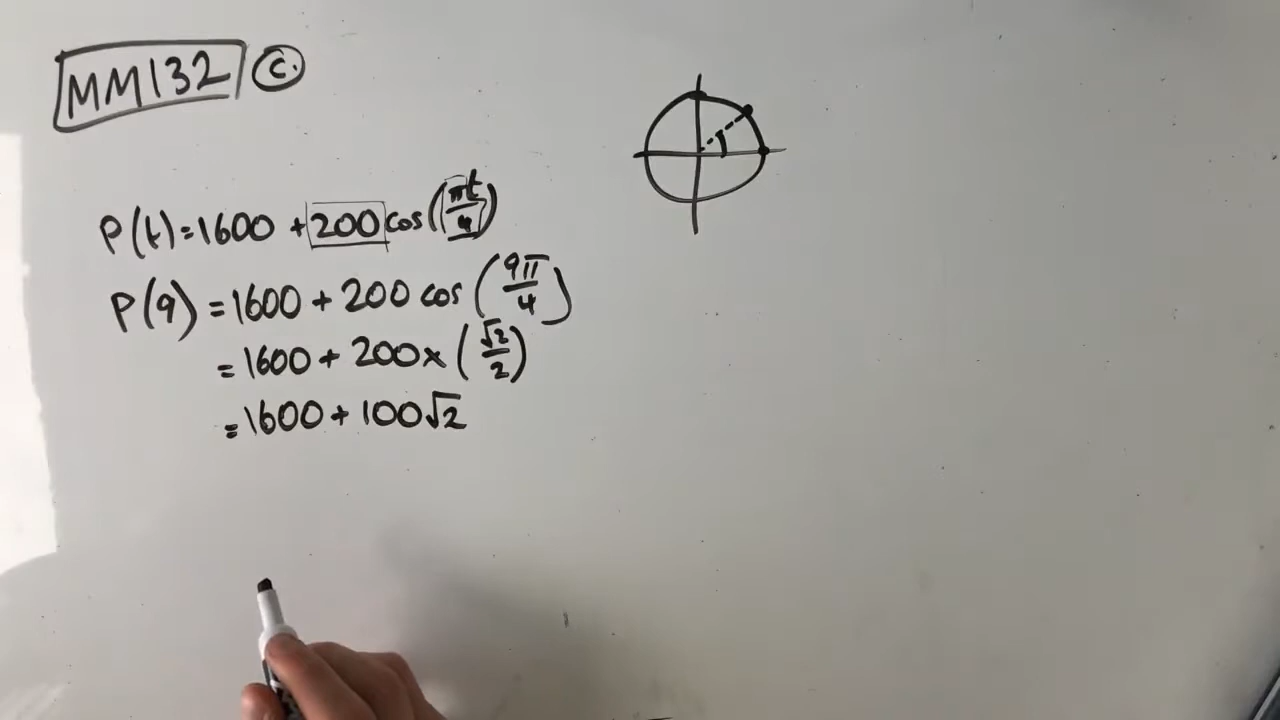 MM132 C.
P(t)=1600 + 200 cos(πt/4)
P(9) = 1600 + 200 cos (9π/4)
= 1600 + 200 × (√2/2)
= 1600 + 100√2